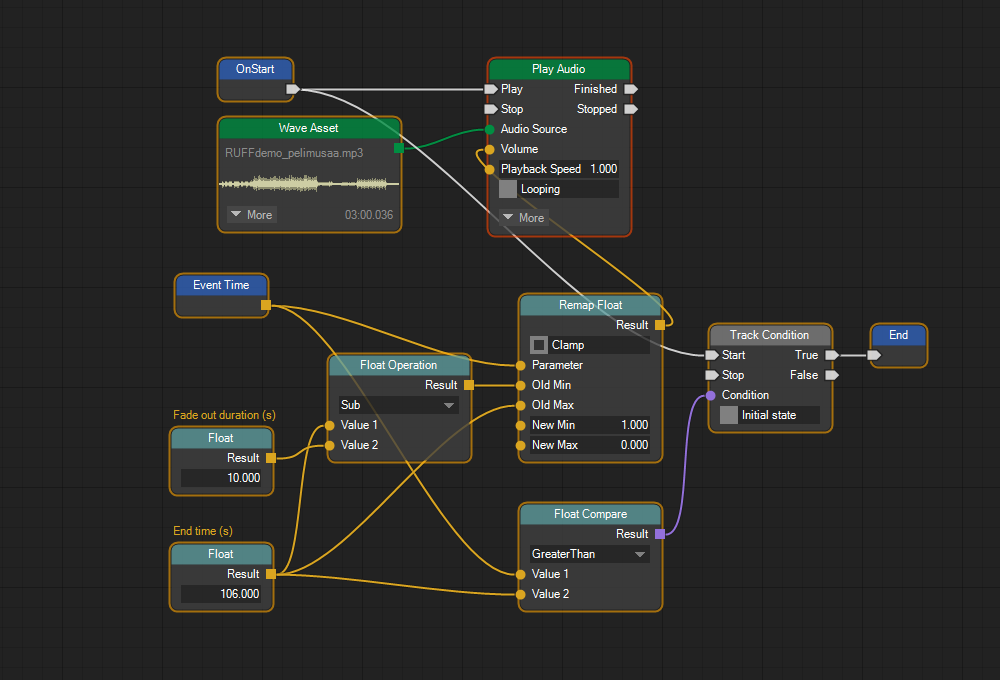 OnStart
Play Audio
Play Finished
Stop Stopped
Audio Source
Volume
Playback Speed 1.000
Looping
More
Wave Asset
RUFFdemo_pelimusaa.mp3
More 03:00.036
Event Time
Remap Float
Result
Clamp
Parameter
Old Min
Old Max
New Min 1.000
New Max 0.000
Track Condition
Start True
Stop False
Condition
Initial state
End
Float Operation
Result
Sub
Value 1
Value 2
Fade out duration (s)
Float
Result
10.000
End time (s)
Float
Result
106.000
Float Compare
Result
GreaterThan
Value 1
Value 2